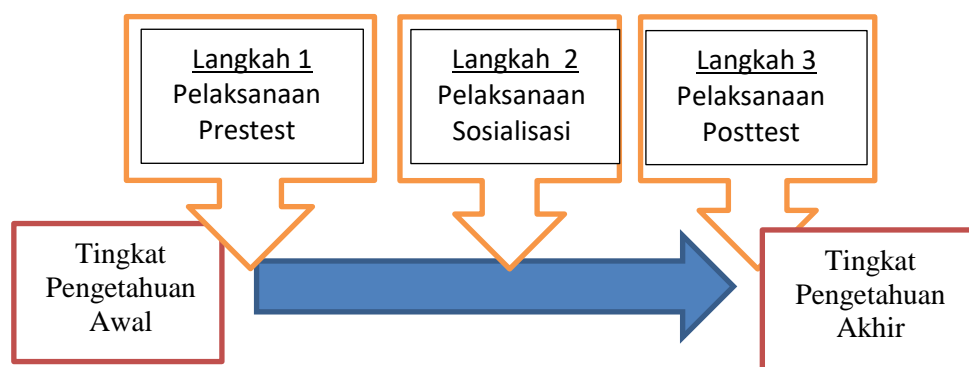 Langkah 1
Pelaksanaan
Prestest
Langkah 2
Pelaksanaan
Sosialisasi
Langkah 3
Pelaksanaan
Posttest
Tingkat
Pengetahuan
Awal
Tingkat
Pengetahuan
Akhir